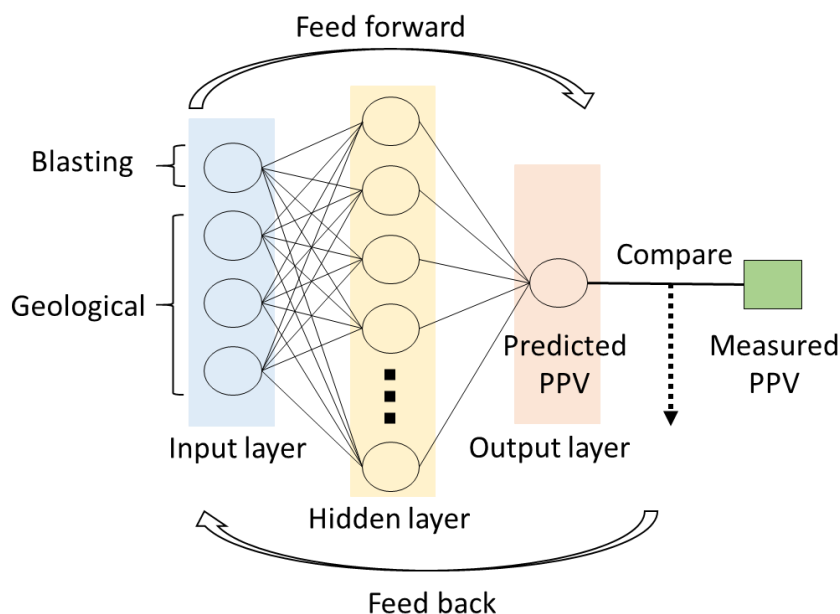 Feed forward
Blasting
Geological
Compare
Predicted
PPV
Measured
PPV
Input layer
Output layer
Hidden layer
Feed back